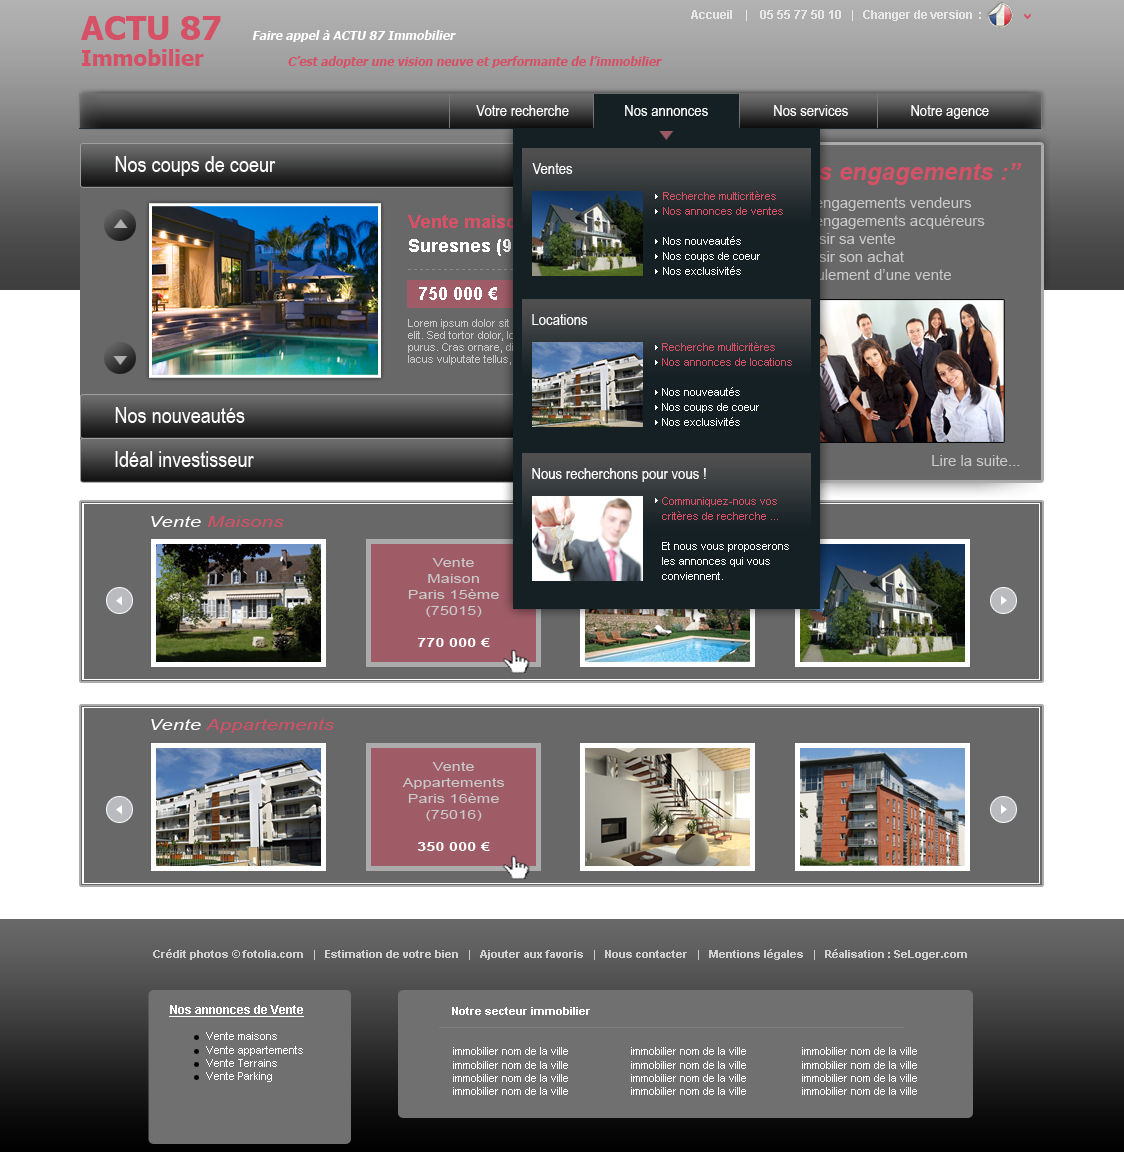 ACTU 87
Immobilier
Faire appel à ACTU 87 Immobilier
C'est adopter une vision neuve et performante de l'immobilier
Accueil | 05 55 77 50 10 | Changer de version :
Votre recherche
Nos annonces
Nos services
Notre agence
Nos coups de coeur
Vente maiso
Suresnes (9
750 000 €
Lorem ipsum dolor sit
elit. Sed tortor dolor, lo
purus. Cras ornare, di
lacus vulputate tellus,
Nos nouveautés
Idéal investisseur
Ventes
Recherche multicritères
Nos annonces de ventes
Nos nouveautés
Nos coups de coeur
Nos exclusivités
Locations
Recherche multicritères
Nos annonces de locations
Nos nouveautés
Nos coups de coeur
Nos exclusivités
Nous recherchons pour vous !
Communiquez-nous vos
critères de recherche ...
Et nous vous proposerons
les annonces qui vous
conviennent.
s engagements :”
engagements vendeurs
engagements acquéreurs
sir sa vente
sir son achat
ulement d'une vente
Lire la suite...
Vente Maisons
Vente
Maison
Paris 15ème
(75015)
770 000 €
Vente Appartements
Vente
Appartements
Paris 16ème
(75016)
350 000 €
Crédit photos © fotolia.com | Estimation de votre bien | Ajouter aux favoris | Nous contacter | Mentions légales | Réalisation : SeLoger.com
Nos annonces de Vente
Vente maisons
Vente appartements
Vente Terrains
Vente Parking
Notre secteur immobilier
immobilier nom de la ville immobilier nom de la ville immobilier nom de la ville
immobilier nom de la ville immobilier nom de la ville immobilier nom de la ville
immobilier nom de la ville immobilier nom de la ville immobilier nom de la ville
immobilier nom de la ville immobilier nom de la ville immobilier nom de la ville